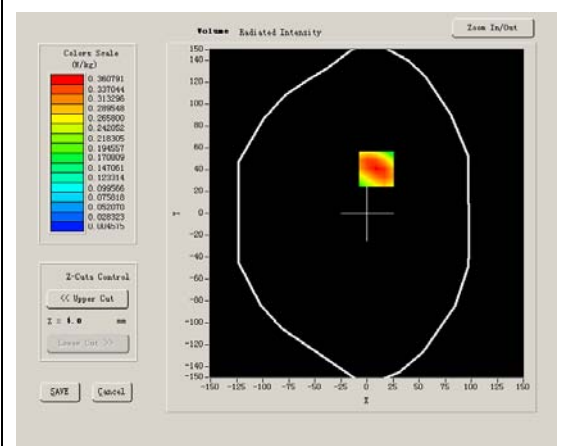 Volume Radiated Intensity
Zoom In/Out
Colors Scale
(W/kg)
0.360791
0.337044
0.313296
0.289548
0.265800
0.242052
0.218305
0.194557
0.170809
0.147061
0.123314
0.099566
0.075818
0.052070
0.028323
0.004575
Z-Cuts Control
<< Upper Cut
Z = 4.0 mm
Lower Cut >>
SAVE
Cancel
150
120
100
80
60
40
20
Y 0
-20
-40
-60
-80
-100
-120
-140
-150
-150 -125 -100 -75 -50 -25 0 25 50 75 100 125 150
X